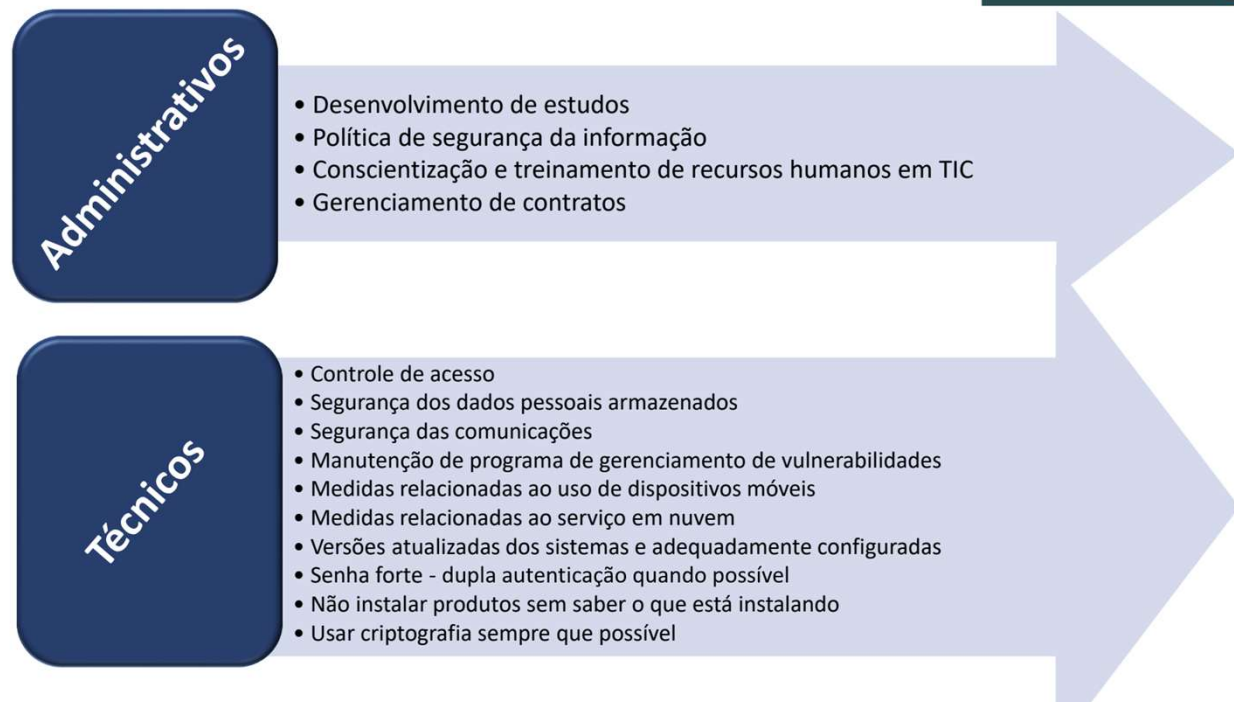 Administrativos
• Desenvolvimento de estudos
• Política de segurança da informação
• Conscientização e treinamento de recursos humanos em TIC
• Gerenciamento de contratos
Técnicos
• Controle de acesso
• Segurança dos dados pessoais armazenados
• Segurança das comunicações
• Manutenção de programa de gerenciamento de vulnerabilidades
• Medidas relacionadas ao uso de dispositivos móveis
• Medidas relacionadas ao serviço em nuvem
• Versões atualizadas dos sistemas e adequadamente configuradas
• Senha forte - dupla autenticação quando possível
• Não instalar produtos sem saber o que está instalando
• Usar criptografia sempre que possível